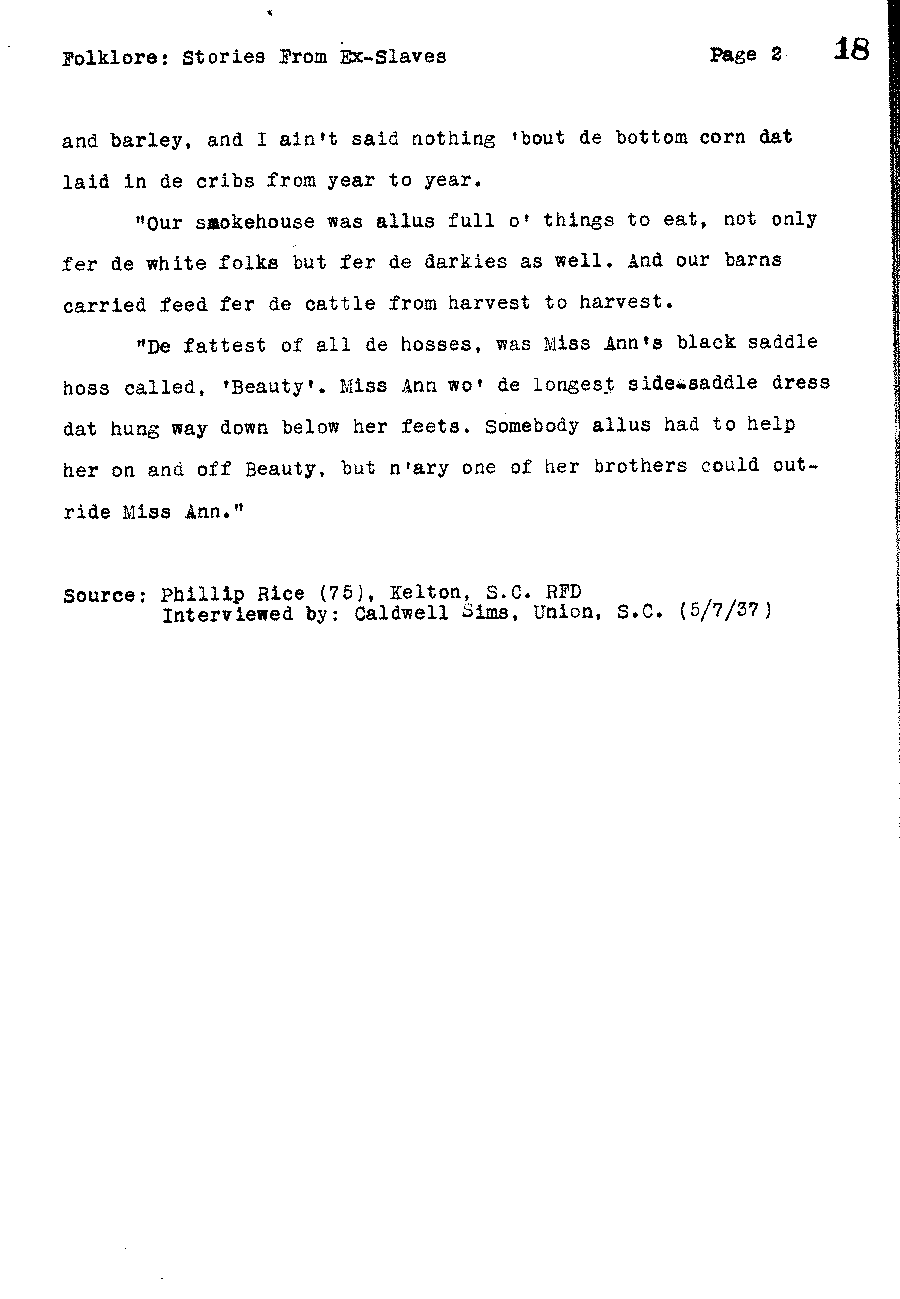 Folklore: Stories From Ex-Slaves Page 2 18
and barley, and I ain't said nothing 'bout de bottom corn dat
laid in de cribs from year to year.
"Our smokehouse was allus full o' things to eat, not only
fer de white folks but fer de darkies as well. And our barns
carried feed fer de cattle from harvest to harvest.
"De fattest of all de hosses, was Miss Ann's black saddle
hoss called, 'Beauty'. Miss Ann wo' de longest side-saddle dress
dat hung way down below her feets. Somebody allus had to help
her on and off Beauty, but n'ary one of her brothers could out-
ride Miss Ann."
Source: Phillip Rice (75), Kelton, S.C. RFD
Interviewed by: Caldwell Sims, Union, S.C. (5/7/37)